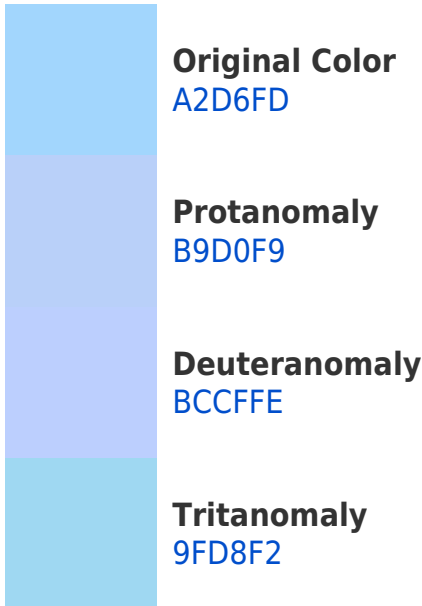 Original Color
A2D6FD
Protanomaly
B9D0F9
Deuteranomaly
BCCFFE
Tritanomaly
9FD8F2